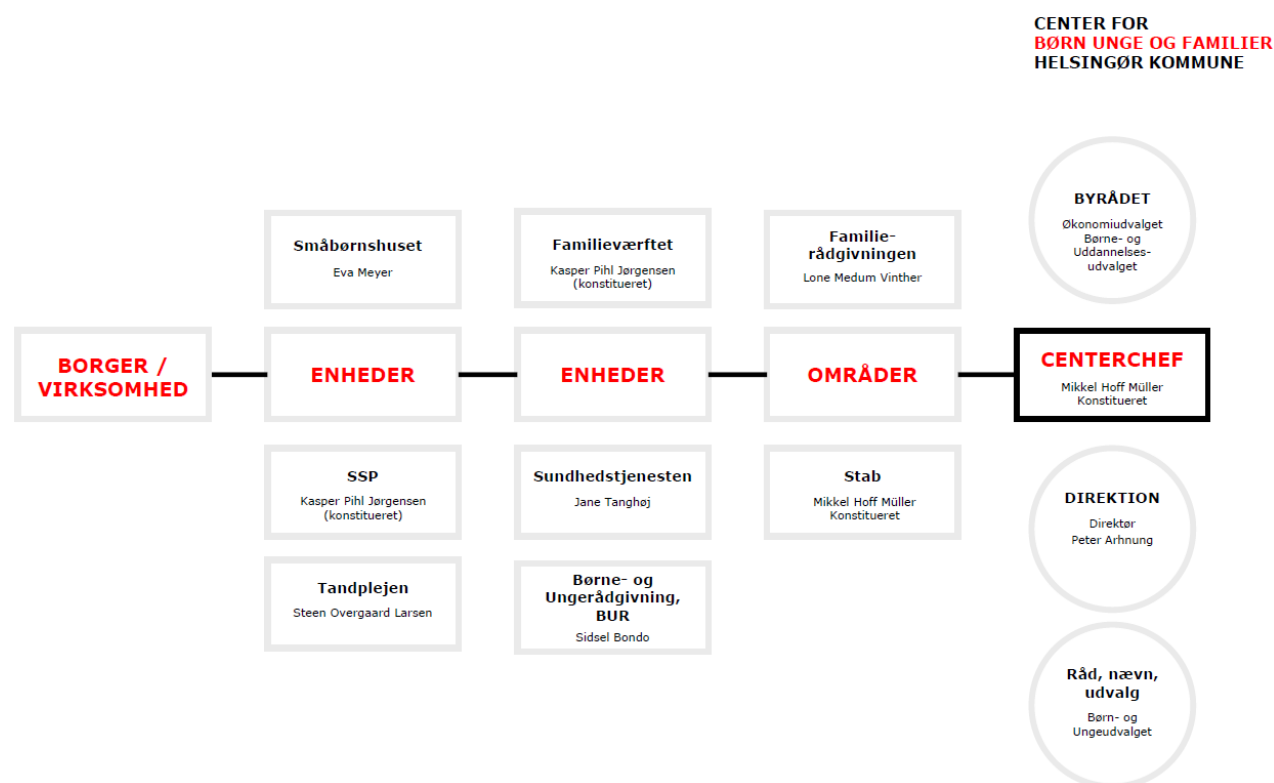 CENTER FOR
BØRN UNGE OG FAMILIER
HELSINGØR KOMMUNE
Småbørnshuset
Eva Meyer
Familieværftet
Kasper Pihl Jørgensen
(konstitueret)
Familie-
rådgivningen
Lone Medum Vinther
BYRÅDET
Økonomiudvalget
Børne- og
Uddannelses-
udvalget
BORGER /
VIRKSOMHED
ENHEDER
ENHEDER
OMRÅDER
CENTERCHEF
Mikkel Hoff Müller
Konstitueret
SSP
Kasper Pihl Jørgensen
(konstitueret)
Sundhedstjenesten
Jane Tanghøj
Stab
Mikkel Hoff Müller
Konstitueret
DIREKTION
Direktør
Peter Arhnung
Tandplejen
Steen Overgaard Larsen
Børne- og
Ungerådgivning,
BUR
Sidsel Bondo
Råd, nævn,
udvalg
Børn- og
Ungeudvalget